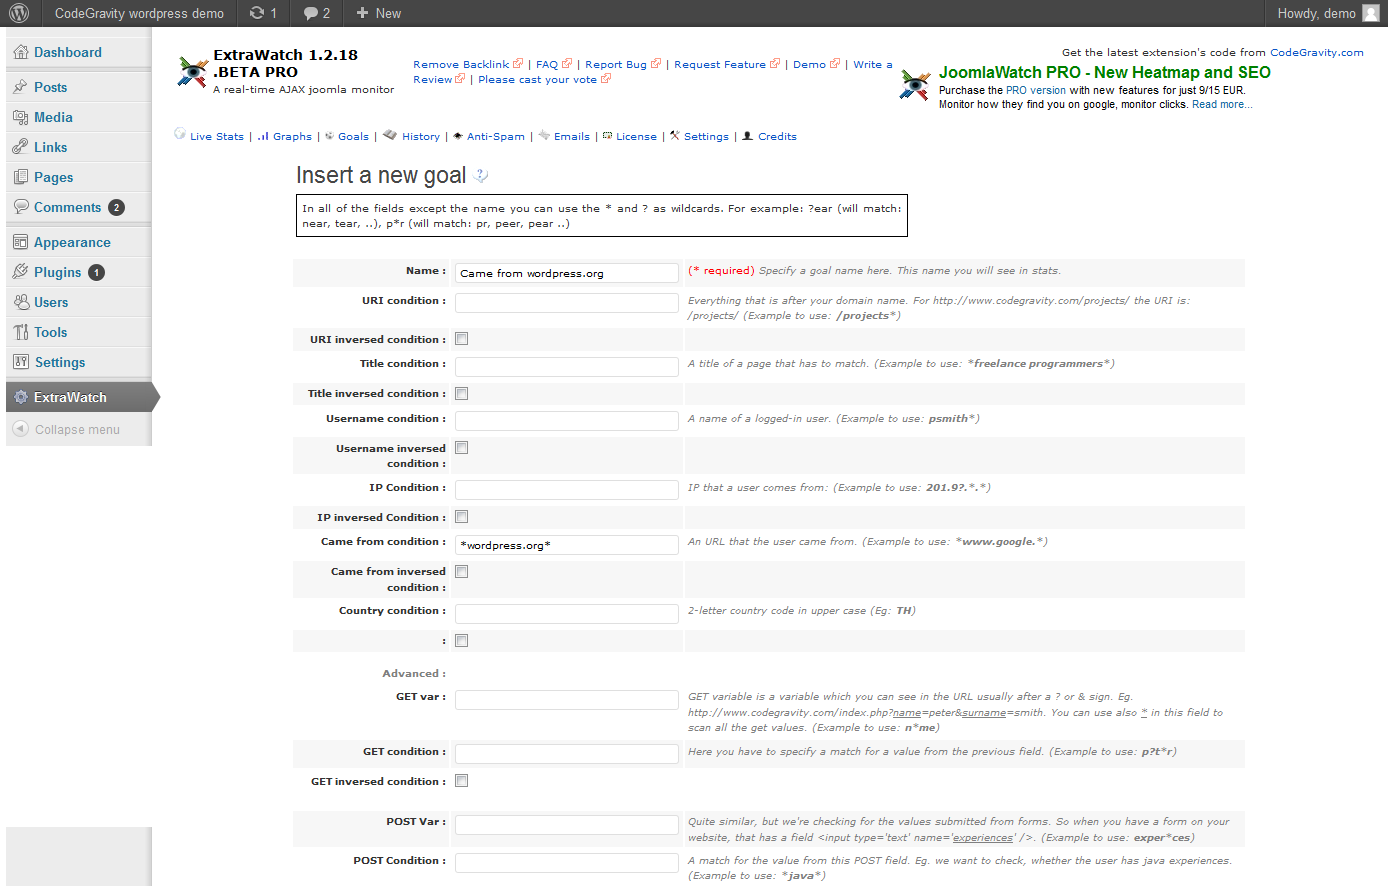 CodeGravity wordpress demo 1 2 New Howdy, demo
Dashboard
Posts
Media
Links
Pages
Comments 2
Appearance
Plugins 1
Users
Tools
Settings
ExtraWatch
Collapse menu
ExtraWatch 1.2.18
.BETA PRO
A real-time AJAX joomla monitor
Remove Backlink | FAQ | Report Bug | Request Feature | Demo | Write a
Review | Please cast your vote
Get the latest extension's code from CodeGravity.com
JoomlaWatch PRO - New Heatmap and SEO
Purchase the PRO version with new features for just 9/15 EUR.
Monitor how they find you on google, monitor clicks. Read more...
Live Stats | Graphs | Goals | History | Anti-Spam | Emails | License | Settings | Credits
Insert a new goal
In all of the fields except the name you can use the * and ? as wildcards. For example: ?ear (will match:
near, tear, ..), p*r (will match: pr, peer, pear ..)
Name : Came from wordpress.org (* required) Specify a goal name here. This name you will see in stats.
URI condition : Everything that is after your domain name. For http://www.codegravity.com/projects/ the URI is:
/projects/ (Example to use: /projects*)
URI inversed condition :
Title condition : A title of a page that has to match. (Example to use: *freelance programmers*)
Title inversed condition :
Username condition : A name of a logged-in user. (Example to use: psmith*)
Username inversed
condition :
IP Condition : IP that a user comes from: (Example to use: 201.9?.*.*)
IP inversed Condition :
Came from condition : *wordpress.org* An URL that the user came from. (Example to use: *www.google.*)
Came from inversed
condition :
Country condition : 2-letter country code in upper case (Eg: TH)
:
Advanced :
GET var : GET variable is a variable which you can see in the URL usually after a ? or & sign. Eg.
http://www.codegravity.com/index.php?name=peter&surname=smith. You can use also * in this field to
scan all the get values. (Example to use: n*me)
GET condition : Here you have to specify a match for a value from the previous field. (Example to use: p?t*r)
GET inversed condition :
POST Var : Quite similar, but we're checking for the values submitted from forms. So when you have a form on your
website, that has a field <input type='text' name='experiences' />. (Example to use: exper*ces)
POST Condition : A match for the value from this POST field. Eg. we want to check, whether the user has java experiences.
(Example to use: *java*)